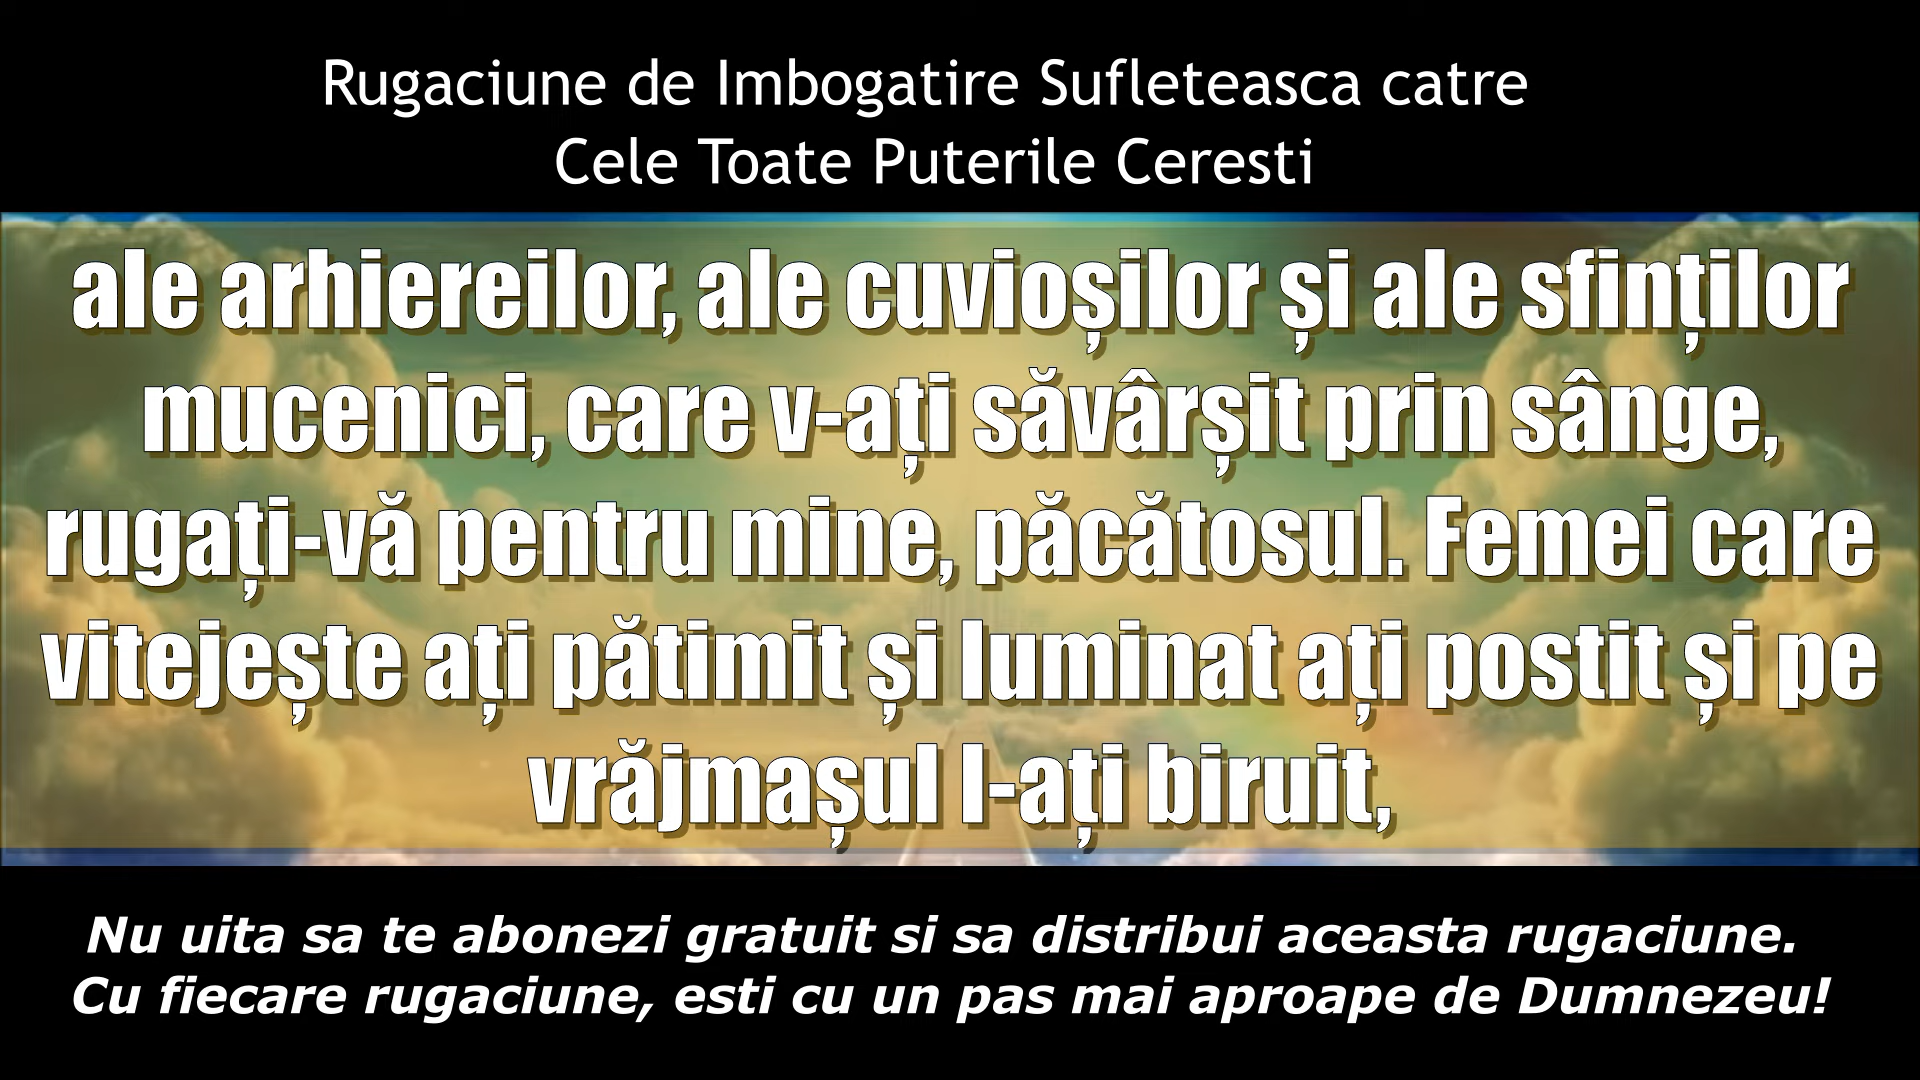 Rugaciune de Imbogatire Sufleteasca catre
Cele Toate Puterile Ceresti
ale arhiereilor, ale cuvioșilor și ale sfinților
mucenici, care v-ați săvârșit prin sânge,
rugați-vă pentru mine, păcătosul. Femei care
vitejește ați pătimit și luminat ați postit și pe
vrăjmașul l-ați biruit,
Nu uita sa te abonezi gratuit si sa distribui aceasta rugaciune.
Cu fiecare rugaciune, esti cu un pas mai aproape de Dumnezeu!